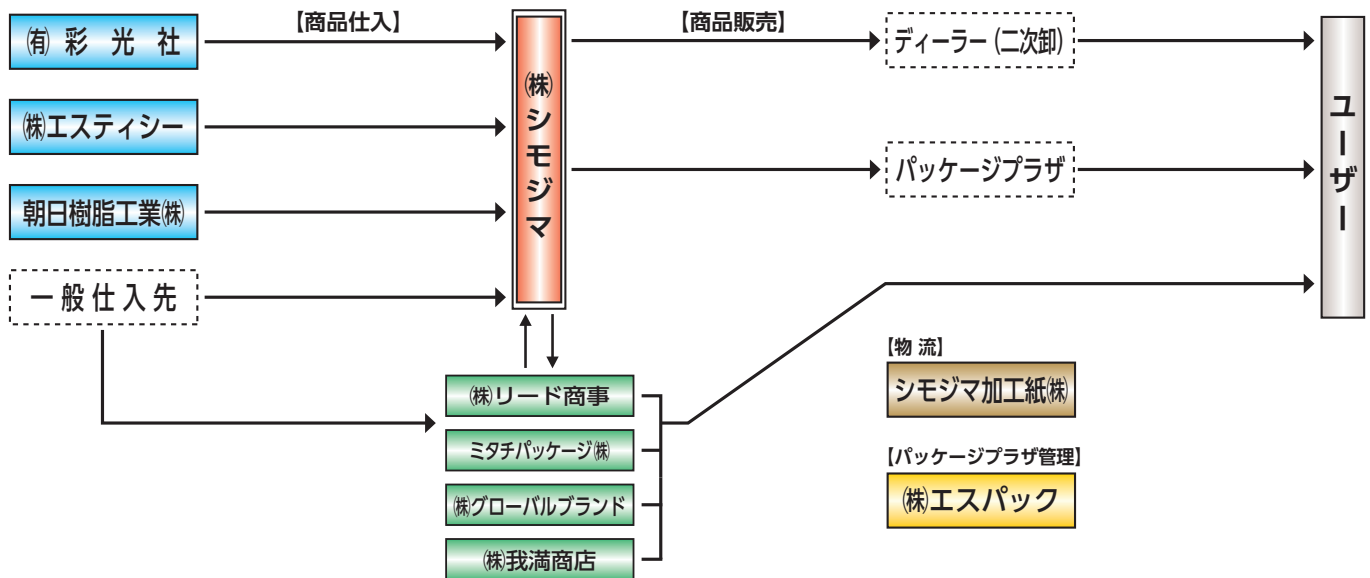 【商品仕入】
【商品販売】
㈲ 彩光社
㈱エスティシー
朝日樹脂工業㈱
一般仕入先
㈱シモジマ
ディーラー(二次卸)
パッケージプラザ
ユーザー
㈱リード商事
ミタチパッケージ㈱
㈱グローバルブランド
㈱我満商店
【物 流】
シモジマ加工紙㈱
【パッケージプラザ管理】
㈱エスパック